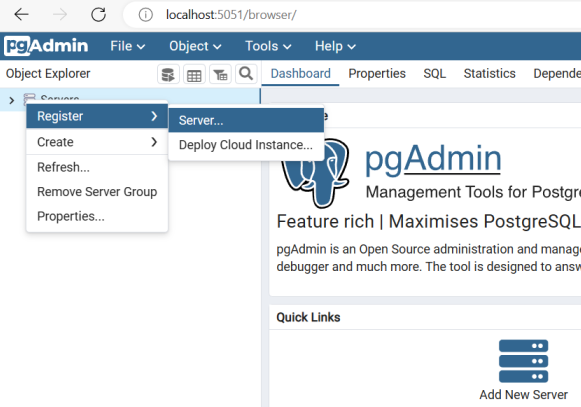 localhost:5051/browser/
pgAdmin File Object Tools Help
Object Explorer
Dashboard Properties SQL Statistics Depende
Servers
Register
Server...
Create
Deploy Cloud Instance...
Refresh...
Remove Server Group
Properties...
pgAdmin
Management Tools for Postgre
Feature rich | Maximises PostgreSQL
pgAdmin is an Open Source administration and manage
debugger and much more. The tool is designed to answ
Quick Links
Add New Server